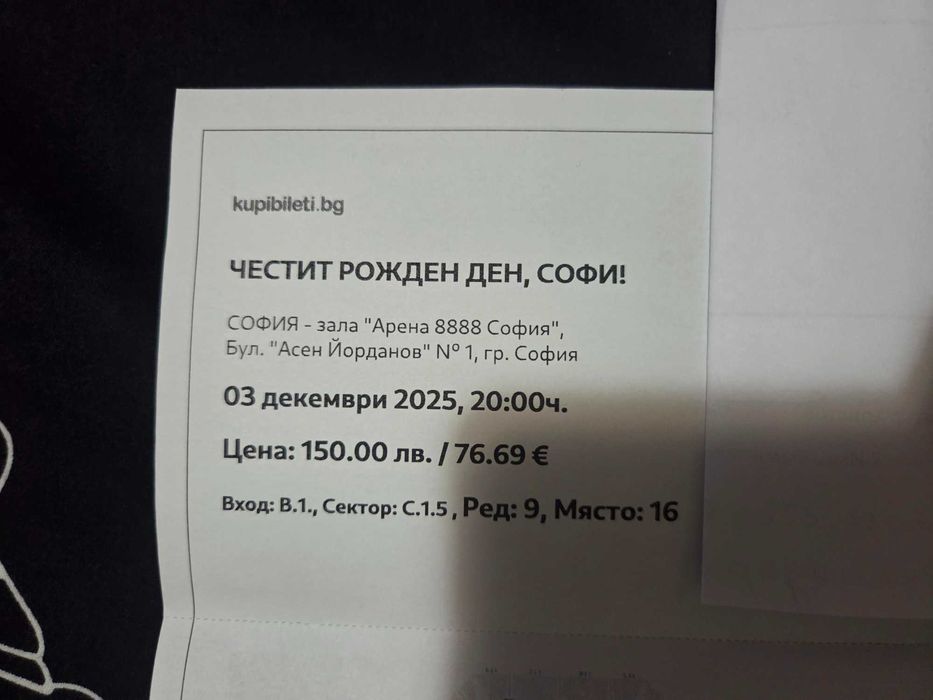 kupibileti.bg
ЧЕСТИТ РОЖДЕН ДЕН, СОФИ!
СОФИЯ - зала "Арена 8888 София",
Бул. "Асен Йорданов" № 1, гр. София
03 декември 2025, 20:00ч.
Цена: 150.00 лв. / 76.69 €
Вход: В.1., Сектор: С.1.5 , Ред: 9, Място: 16